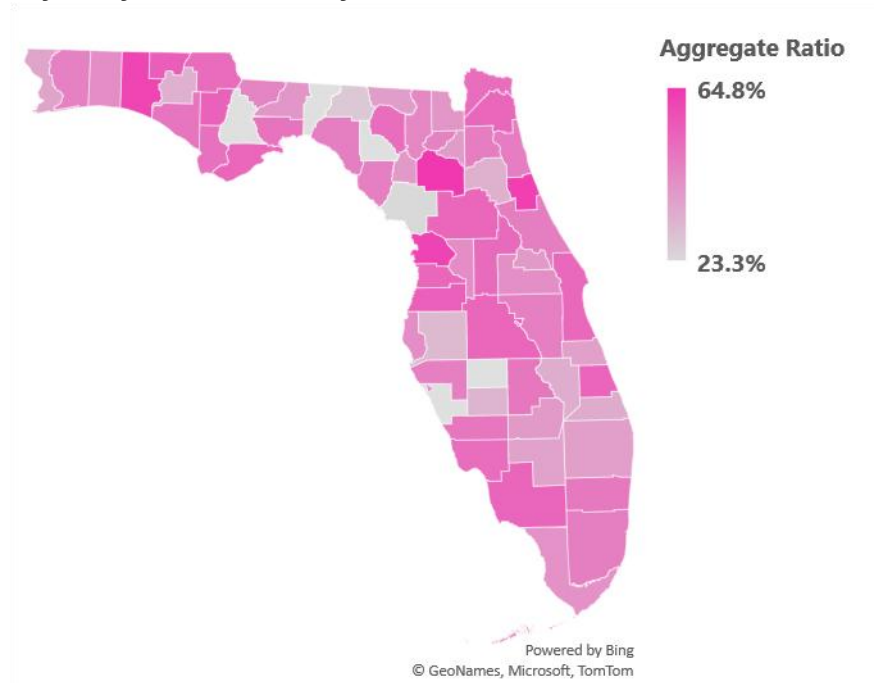 Aggregate Ratio
64.8%
23.3%
Powered by Bing
© GeoNames, Microsoft, TomTom